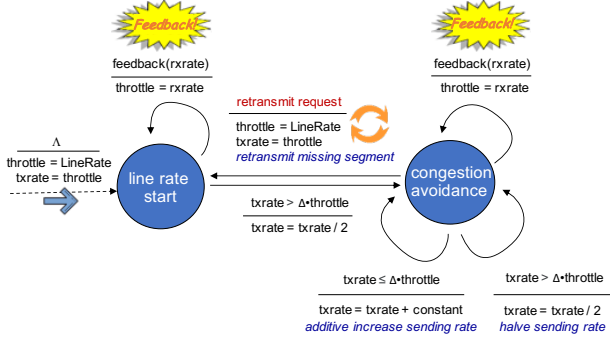 Feedback!
Feedback!
feedback(rxrate)
throttle = rxrate
feedback(rxrate)
throttle = rxrate
retransmit request
throttle = LineRate
txrate = throttle
retransmit missing segment
Λ
throttle = LineRate
txrate = throttle
line rate
start
congestion
avoidance
txrate > Δ•throttle
txrate = txrate / 2
txrate ≤ Δ•throttle
txrate = txrate + constant
additive increase sending rate
txrate > Δ•throttle
txrate = txrate / 2
halve sending rate